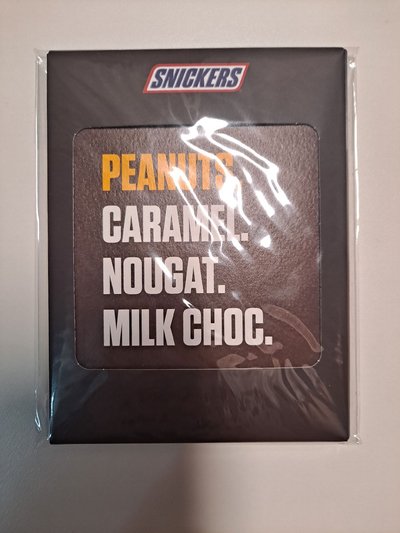 SNICKERS
PEANUTS.
CARAMEL.
NOUGAT.
MILK CHOC.